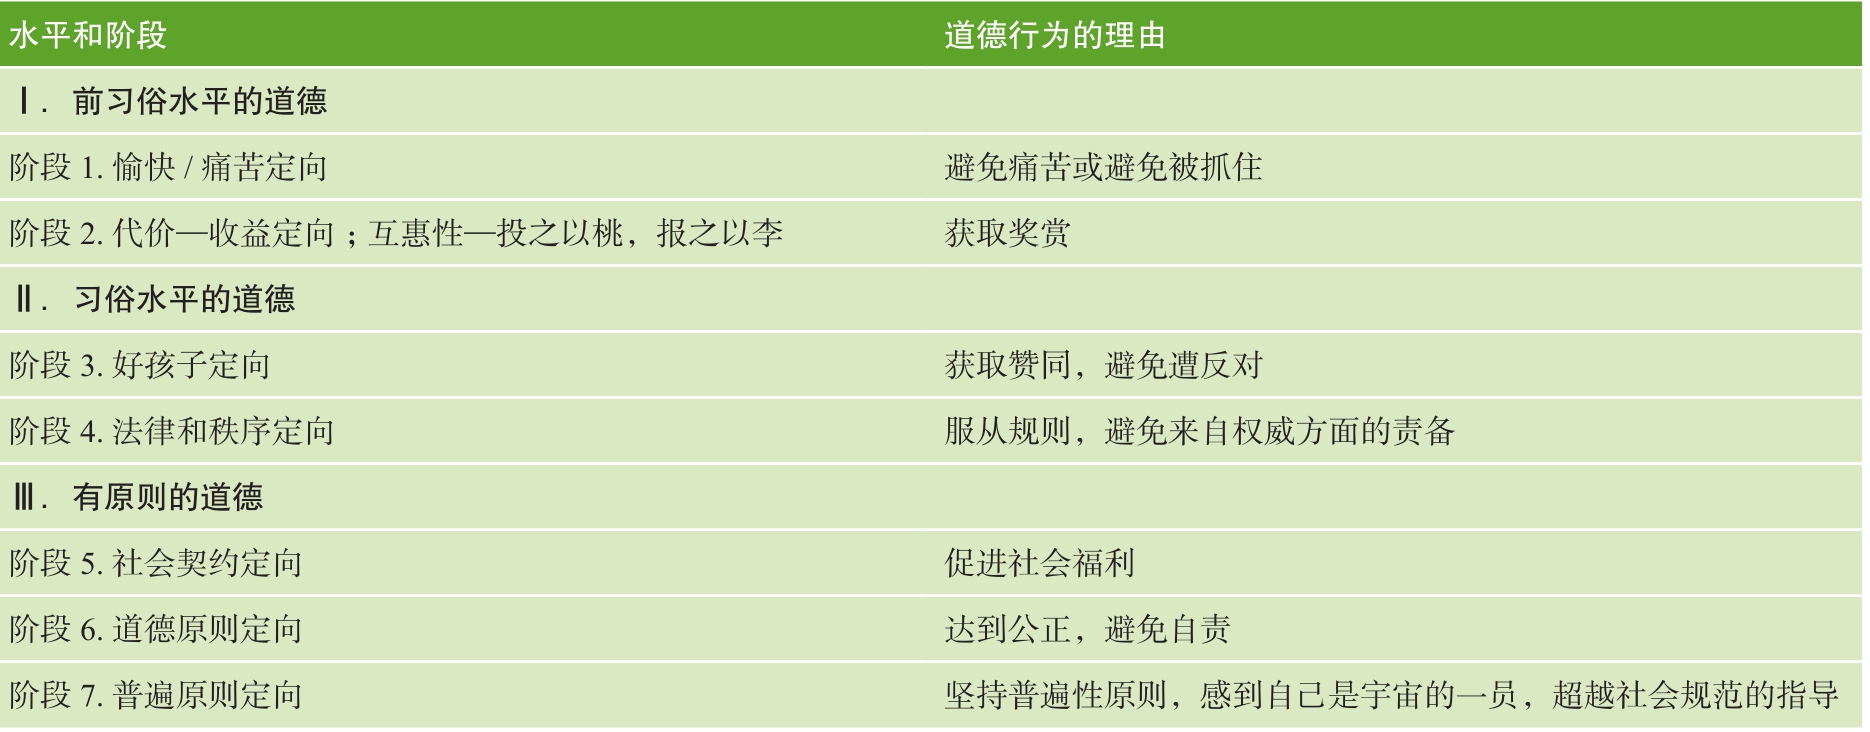 水平和阶段 道德行为的理由
Ⅰ. 前习俗水平的道德
阶段 1. 愉快 / 痛苦定向 避免痛苦或避免被抓住
阶段 2. 代价—收益定向；互惠性—投之以桃，报之以李 获取奖赏
Ⅱ. 习俗水平的道德
阶段 3. 好孩子定向 获取赞同，避免遭反对
阶段 4. 法律和秩序定向 服从规则，避免来自权威方面的责备
Ⅲ. 有原则的道德
阶段 5. 社会契约定向 促进社会福利
阶段 6. 道德原则定向 达到公正，避免自责
阶段 7. 普遍原则定向 坚持普遍性原则，感到自己是宇宙的一员，超越社会规范的指导